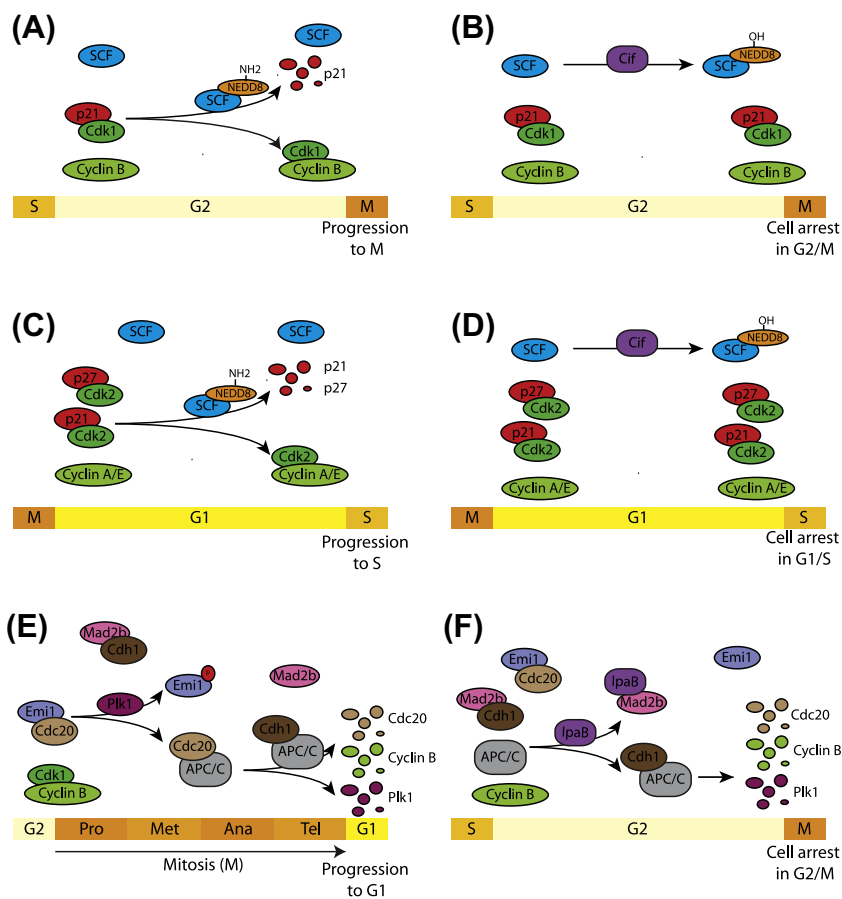 (A)
SCF
SCF
NH2
NEDD8
SCF
p21
p21
Cdk1
Cdk1
Cyclin B
Cyclin B
S
G2
M
Progression
to M
(B)
OH
SCF
Cif
NEDD8
SCF
p21
Cdk1
p21
Cdk1
Cyclin B
Cyclin B
S
G2
M
Cell arrest
in G2/M
(C)
SCF
SCF
NH2
NEDD8
SCF
p21
p27
p27
Cdk2
p21
Cdk2
Cdk2
Cyclin A/E
Cyclin A/E
M
G1
S
Progression
to S
(D)
OH
SCF
Cif
NEDD8
SCF
p27
Cdk2
p27
Cdk2
p21
Cdk2
p21
Cdk2
Cyclin A/E
Cyclin A/E
M
G1
S
Cell arrest
in G1/S
(E)
Mad2b
Cdh1
P
Emi1
Mad2b
Plk1
Emi1
Cdc20
Cdc20
APC/C
Cdh1
APC/C
Cdc20
Cyclin B
Plk1
Cdk1
Cyclin B
G2
Pro
Met
Ana
Tel
G1
Mitosis (M)
Progression
to G1
(F)
Emi1
Cdc20
Emi1
IpaB
Mad2b
Mad2b
Cdh1
IpaB
APC/C
Cdh1
APC/C
Cdc20
Cyclin B
Plk1
Cyclin B
S
G2
M
Cell arrest
in G2/M